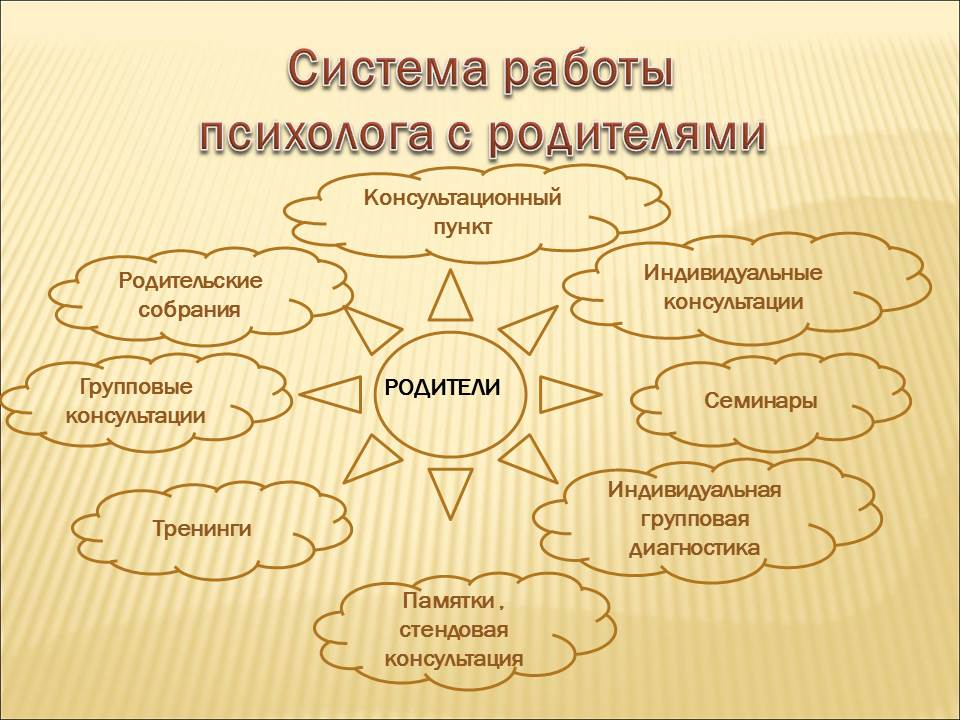 Система работы
психолога с родителями
Консультационный
пункт
Родительские
собрания
Индивидуальные
консультации
Групповые
консультации
РОДИТЕЛИ
Семинары
Тренинги
Индивидуальная
групповая
диагностика
Памятки ,
стендовая
консультация